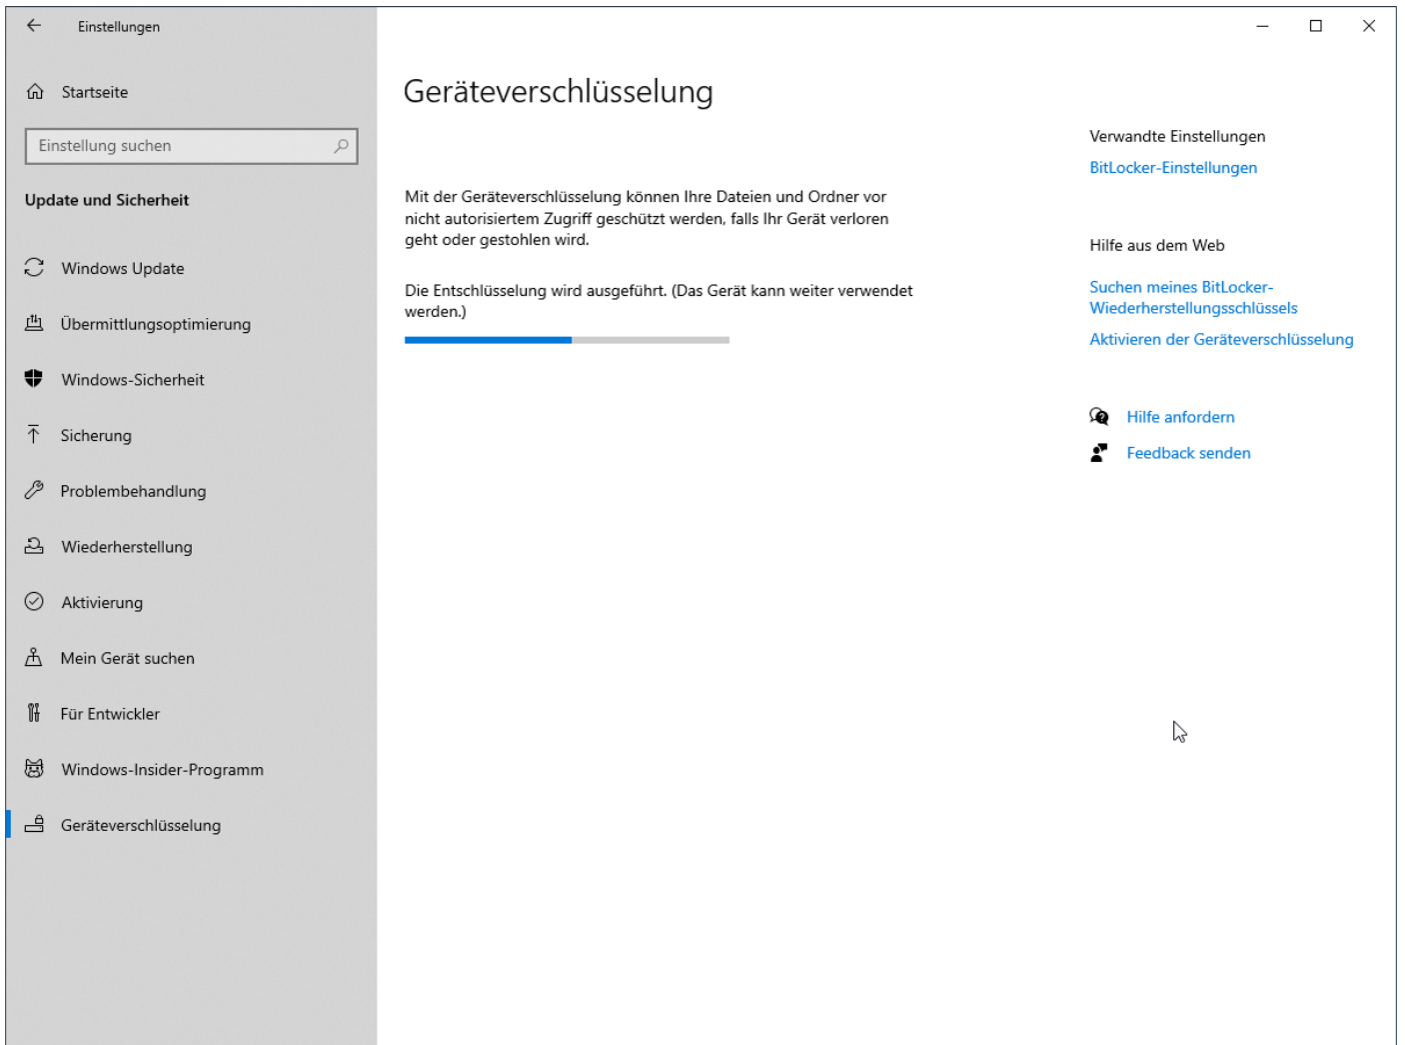 Einstellungen
Startseite
Einstellung suchen
Update und Sicherheit
Windows Update
Übermittlungsoptimierung
Windows-Sicherheit
Sicherung
Problembehandlung
Wiederherstellung
Aktivierung
Mein Gerät suchen
Für Entwickler
Windows-Insider-Programm
Geräteverschlüsselung
Geräteverschlüsselung
Mit der Geräteverschlüsselung können Ihre Dateien und Ordner vor
nicht autorisiertem Zugriff geschützt werden, falls Ihr Gerät verloren
geht oder gestohlen wird.
Die Entschlüsselung wird ausgeführt. (Das Gerät kann weiter verwendet
werden.)
Verwandte Einstellungen
BitLocker-Einstellungen
Hilfe aus dem Web
Suchen meines BitLocker-
Wiederherstellungsschlüssels
Aktivieren der Geräteverschlüsselung
Hilfe anfordern
Feedback senden